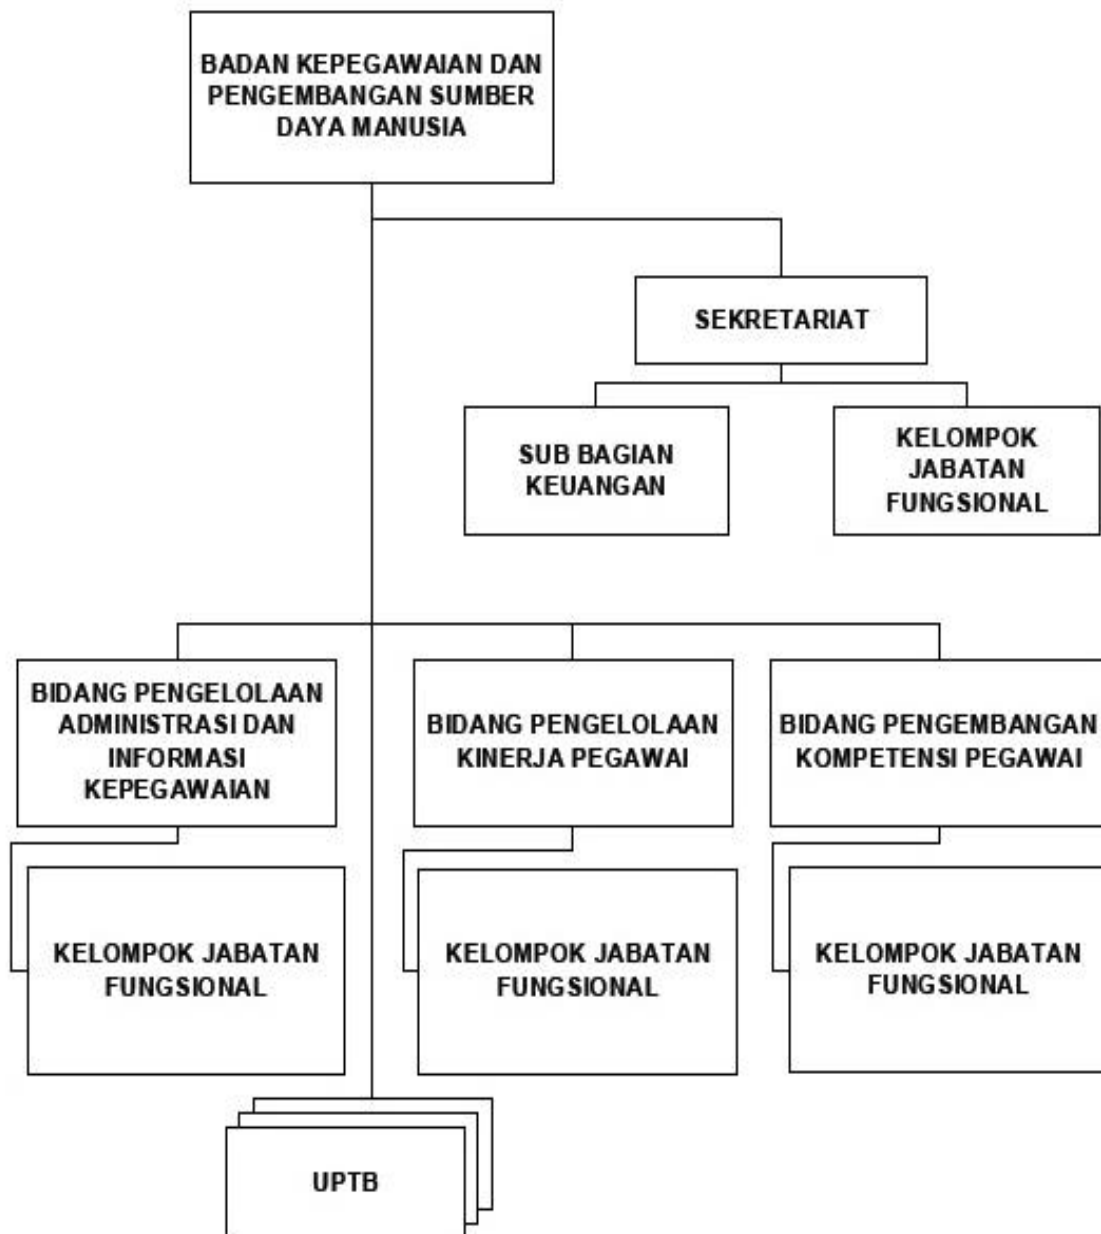 BADAN KEPEGAWAIAN DAN
PENGEMBANGAN SUMBER
DAYA MANUSIA
SEKRETARIAT
SUB BAGIAN
KEUANGAN
KELOMPOK
JABATAN
FUNGSIONAL
BIDANG PENGELOLAAN
ADMINISTRASI DAN
INFORMASI
KEPEGAWAIAN
BIDANG PENGELOLAAN
KINERJA PEGAWAI
BIDANG PENGEMBANGAN
KOMPETENSI PEGAWAI
KELOMPOK JABATAN
FUNGSIONAL
KELOMPOK JABATAN
FUNGSIONAL
KELOMPOK JABATAN
FUNGSIONAL
UPTB